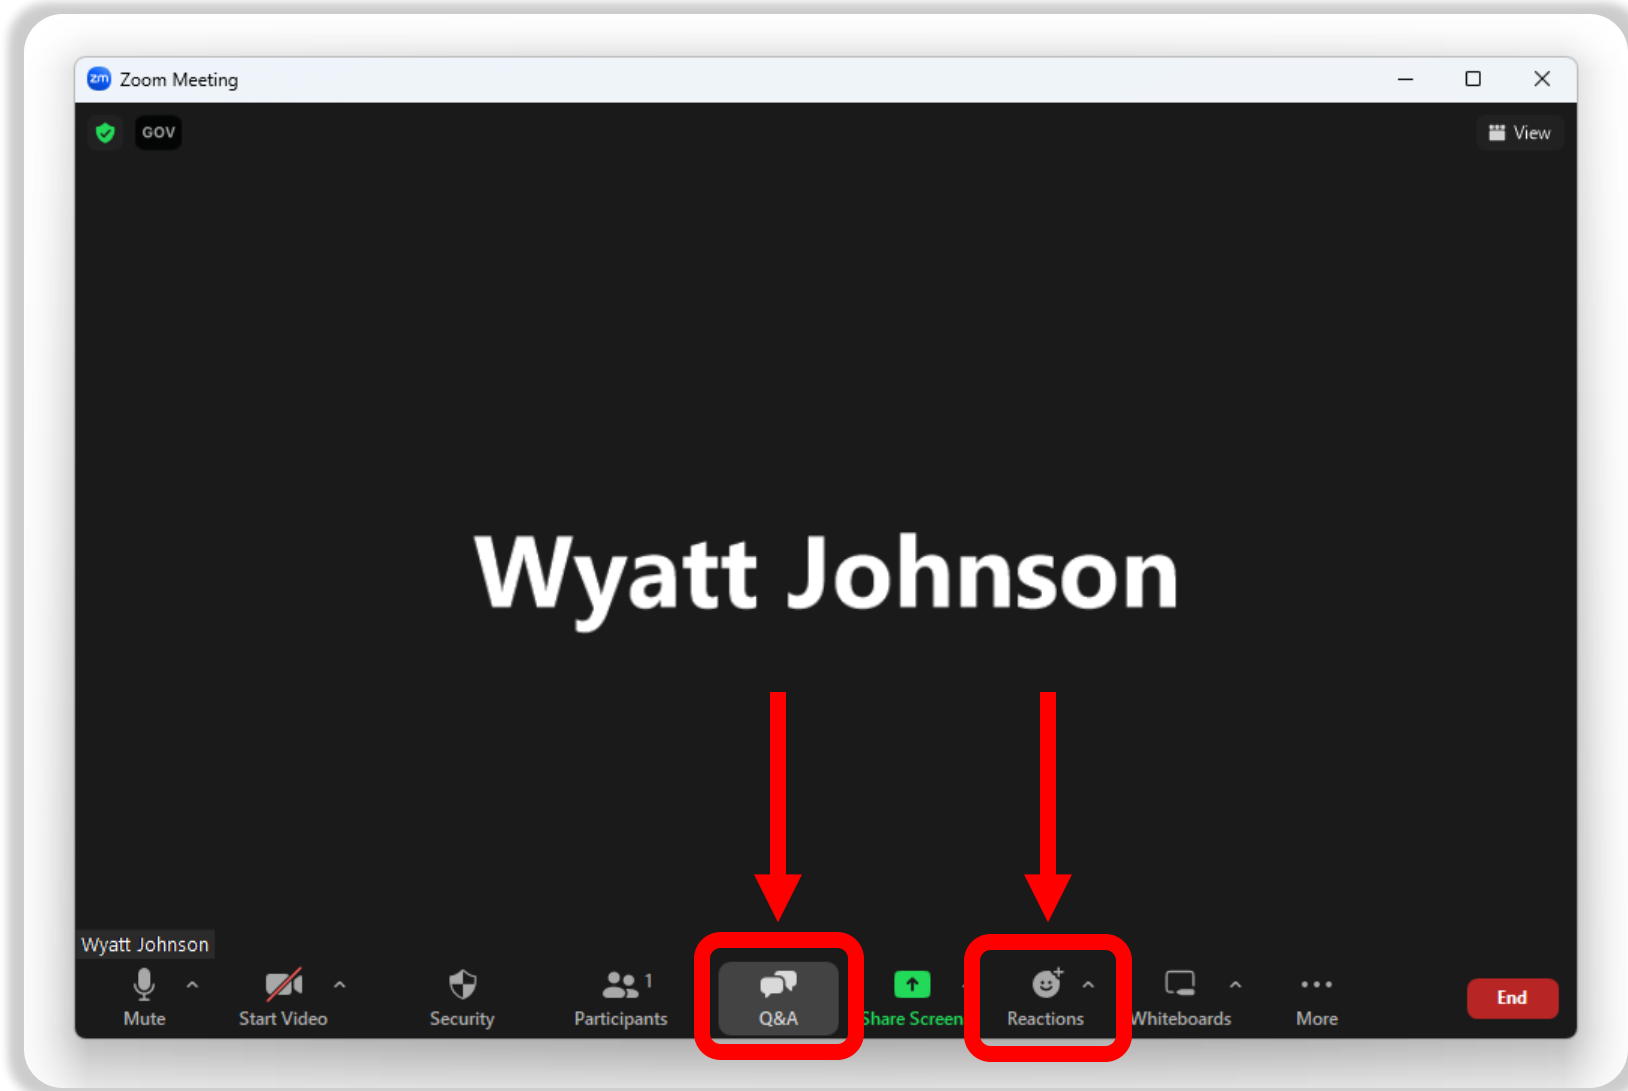 zm Zoom Meeting
GOV
View
Wyatt Johnson
Wyatt Johnson
1
Mute Start Video Security Participants Q&A Share Screen Reactions Whiteboards More End